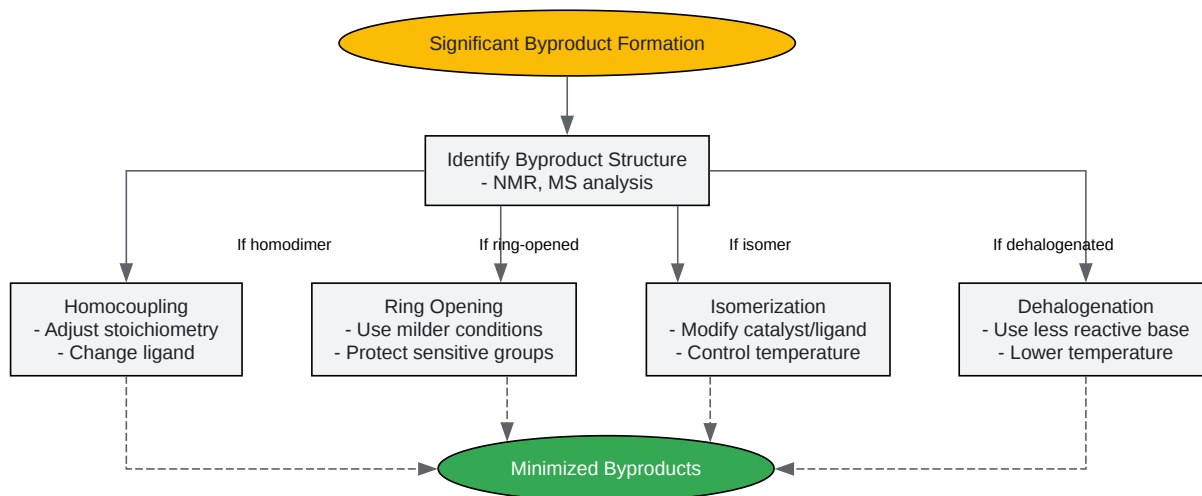 Significant Byproduct Formation
Identify Byproduct Structure
- NMR, MS analysis
If homodimer
If ring-opened
If isomer
If dehalogenated
Homocoupling
- Adjust stoichiometry
- Change ligand
Ring Opening
- Use milder conditions
- Protect sensitive groups
Isomerization
- Modify catalyst/ligand
- Control temperature
Dehalogenation
- Use less reactive base
- Lower temperature
Minimized Byproducts